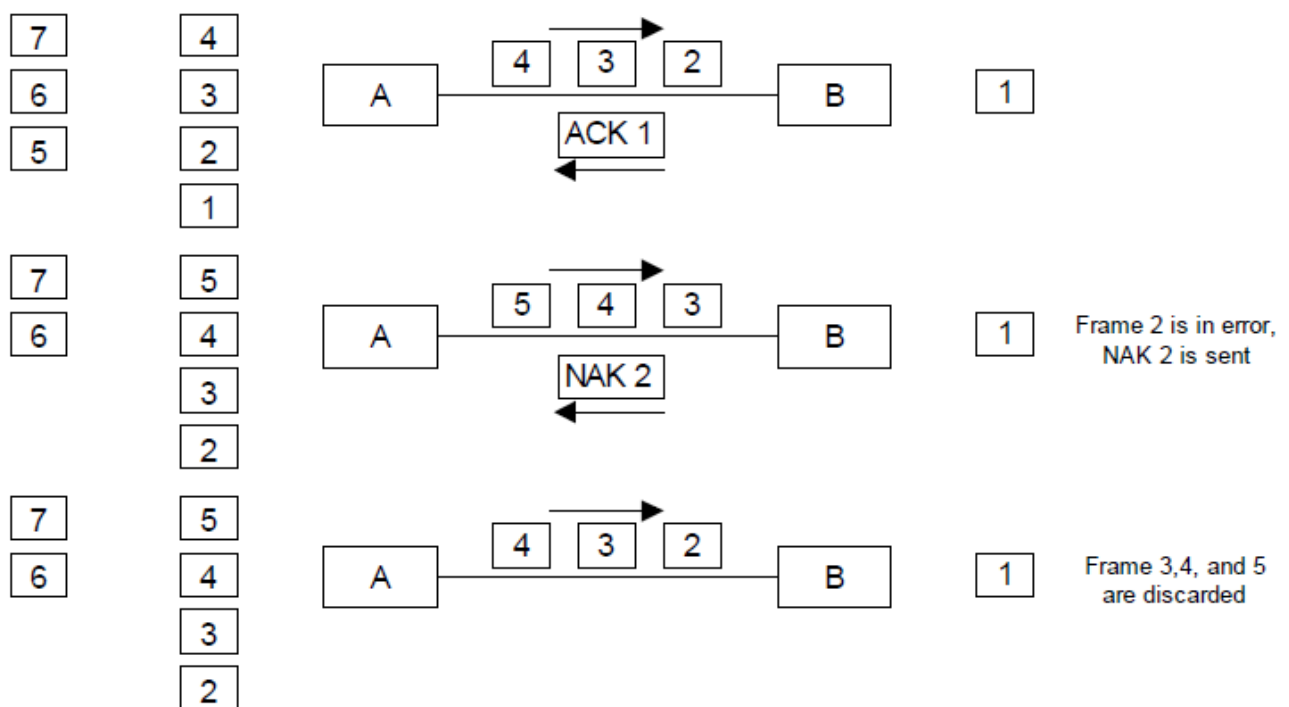 7 4
4 3 2
6 3 A B 1
ACK 1
5 2
1
7 5
5 4 3
6 4 A B 1 Frame 2 is in error,
NAK 2 is sent
NAK 2
3
2
7 5
4 3 2
6 4 A B 1 Frame 3,4, and 5
are discarded
3
2